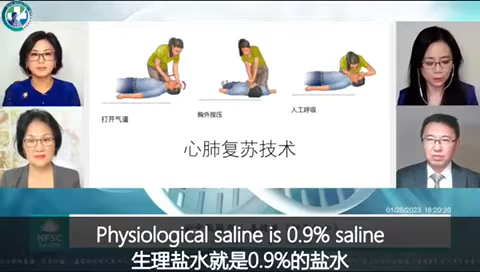 打开气道
胸外按压
人工呼吸
心肺复苏技术
01/26/2023 18:20:20
NFSC
Physiological saline is 0.9% saline
生理盐水就是0.9%的盐水